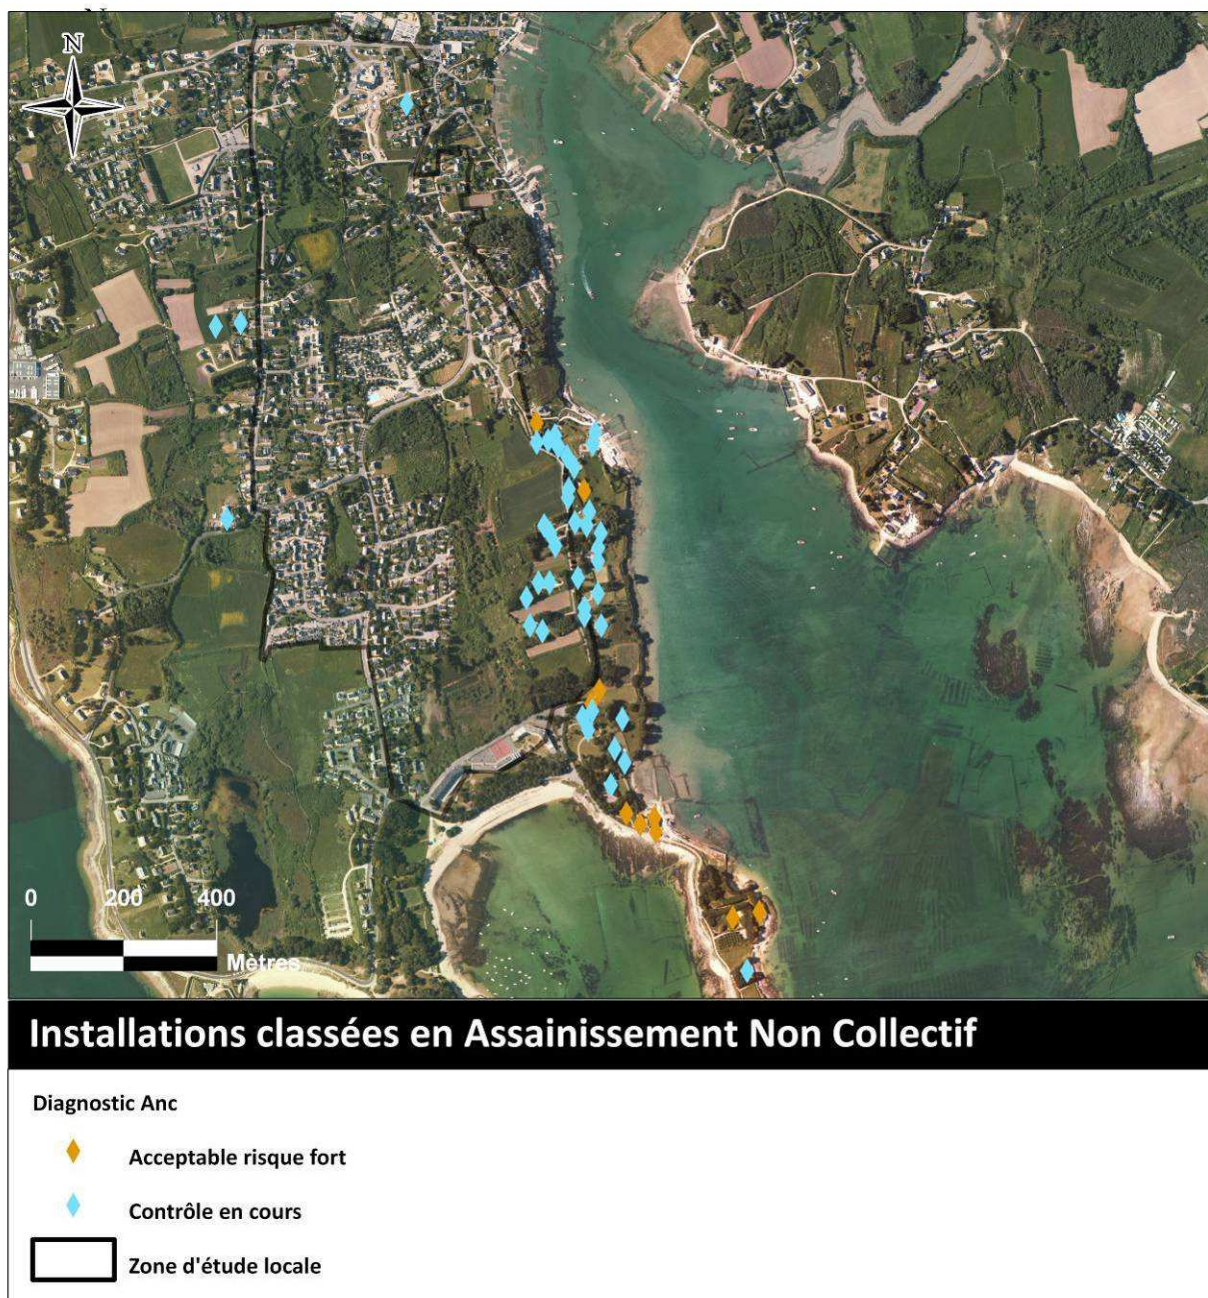 N
N
0 200 400
Mètres
Installations classées en Assainissement Non Collectif
Diagnostic Anc
Acceptable risque fort
Contrôle en cours
Zone d'étude locale